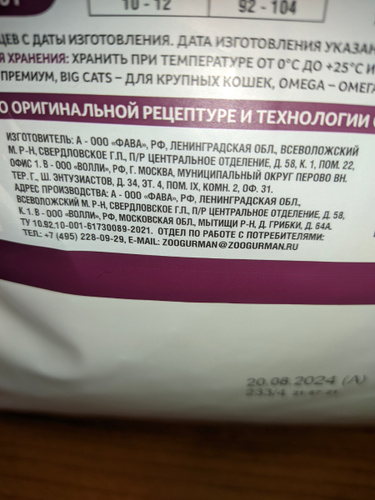 10 - 12 92 - 104
ЦЕВ С ДАТЫ ИЗГОТОВЛЕНИЯ. ДАТА ИЗГОТОВЛЕНИЯ УКАЗАН
ХРАНЕНИЯ: ХРАНИТЬ ПРИ ТЕМПЕРАТУРЕ ОТ 0°С ДО +25°С И
ПРЕМИУМ, BIG CATS – ДЛЯ КРУПНЫХ КОШЕК, OMEGA – ОМЕГА
О ОРИГИНАЛЬНОЙ РЕЦЕПТУРЕ И ТЕХНОЛОГИИ
ИЗГОТОВИТЕЛЬ: А - ООО «ФАВА», РФ, ЛЕНИНГРАДСКАЯ ОБЛ., ВСЕВОЛОЖСКИЙ
М. Р-Н, СВЕРДЛОВСКОЕ Г.П., П/Р ЦЕНТРАЛЬНОЕ ОТДЕЛЕНИЕ, Д. 58, К. 1, ПОМ. 22,
ОФИС 1. В - ООО «ВОЛЛИ», РФ, Г. МОСКВА, МУНИЦИПАЛЬНЫЙ ОКРУГ ПЕРОВО ВН.
ТЕР. Г., Ш. ЭНТУЗИАСТОВ, Д. 34, ЭТ. 4, ПОМ. IX, КОМН. 2, ОФ. 31.
АДРЕС ПРОИЗВОДСТВА: А - ООО «ФАВА», РФ, ЛЕНИНГРАДСКАЯ ОБЛ.,
ВСЕВОЛОЖСКИЙ М. Р-Н, СВЕРДЛОВСКОЕ Г.П., П/Р ЦЕНТРАЛЬНОЕ ОТДЕЛЕНИЕ, Д. 58,
К. 1. В - ООО «ВОЛЛИ», РФ, МОСКОВСКАЯ ОБЛ., МЫТИЩИ Р-Н, Д. ГРИБКИ, Д. 64А.
ТУ 10.92.10-001-61730089-2021. ОТДЕЛ ПО РАБОТЕ С ПОТРЕБИТЕЛЯМИ:
ТЕЛ.: +7 (495) 228-09-29, E-MAIL: ZOOGURMAN@ZOOGURMAN.RU
20.08.2024 (А)
233/4